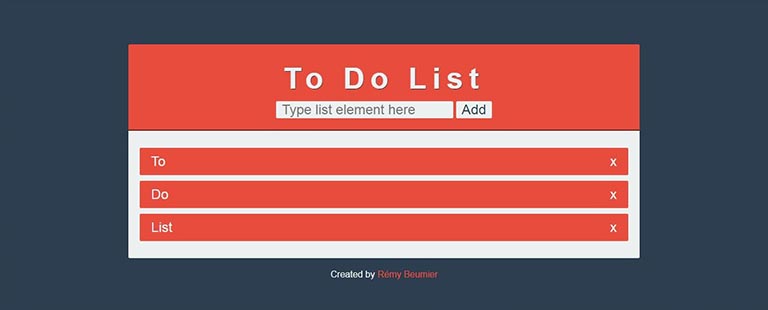 To Do List
Type list element here Add
To x
Do x
List x
Created by Rémy Beumier